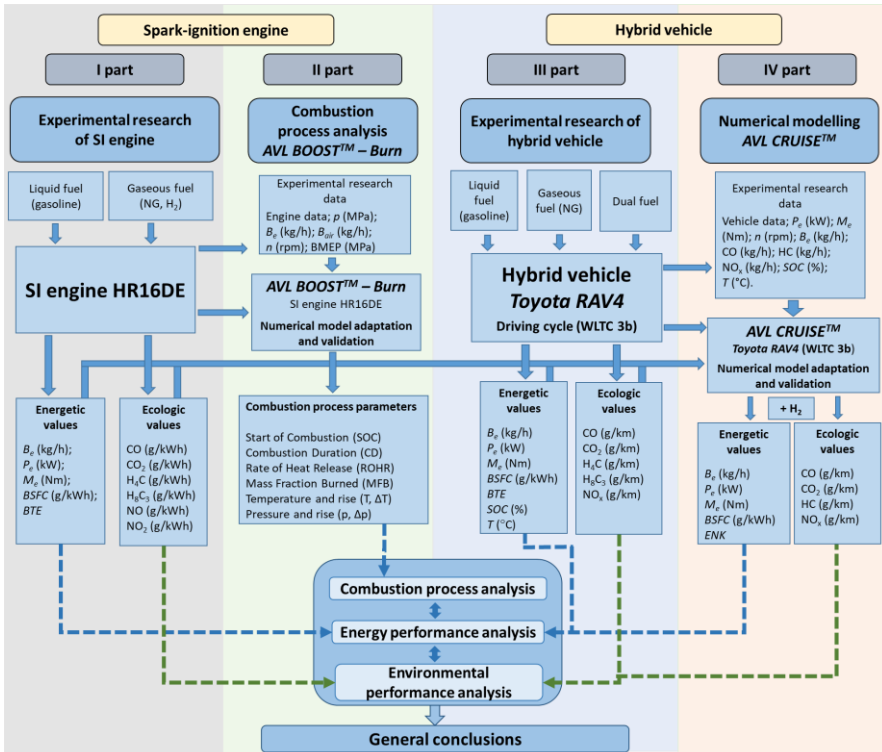 Spark-ignition engine
Hybrid vehicle
I part
II part
III part
IV part
Experimental research
of SI engine
Combustion
process analysis
AVL BOOST™ – Burn
Experimental research of
hybrid vehicle
Numerical modelling
AVL CRUISE™
Liquid fuel
(gasoline)
Gaseous fuel
(NG, H₂)
Experimental research
data
Engine data; p (MPa);
Bₑ (kg/h); Bₐᵢᵣ (kg/h);
n (rpm); BMEP (MPa)
Liquid fuel
(gasoline)
Gaseous
fuel (NG)
Dual fuel
Experimental research
data
Vehicle data; Pₑ (kW); Mₑ
(Nm); n (rpm); Bₑ (kg/h);
CO (kg/h); HC (kg/h);
NOₓ (kg/h); SOC (%);
T (°C).
SI engine HR16DE
AVL BOOST™ – Burn
SI engine HR16DE
Numerical model adaptation
and validation
Hybrid vehicle
Toyota RAV4
Driving cycle (WLTC 3b)
AVL CRUISE™
Toyota RAV4 (WLTC 3b)
Numerical model adaptation
and validation
+ H₂
Energetic
values
Bₑ (kg/h);
Pₑ (kW);
Mₑ (Nm);
BSFC (g/kWh);
BTE
Ecologic
values
CO (g/kWh)
CO₂ (g/kWh)
H₄C (g/kWh)
H₈C₃ (g/kWh)
NO (g/kWh)
NO₂ (g/kWh)
Combustion process parameters
Start of Combustion (SOC)
Combustion Duration (CD)
Rate of Heat Release (ROHR)
Mass Fraction Burned (MFB)
Temperature and rise (T, ΔT)
Pressure and rise (p, Δp)
Energetic
values
Bₑ (kg/h)
Pₑ (kW)
Mₑ (Nm)
BSFC (g/kWh)
BTE
SOC (%)
T (°C)
Ecologic
values
CO (g/km)
CO₂ (g/km)
H₄C (g/km)
H₈C₃ (g/km)
NOₓ (g/km)
Energetic
values
Bₑ (kg/h)
Pₑ (kW)
Mₑ (Nm)
BSFC (g/kWh)
ENK
Ecologic
values
CO (g/km)
CO₂ (g/km)
HC (g/km)
NOₓ (g/km)
Combustion process analysis
Energy performance analysis
Environmental
performance analysis
General conclusions